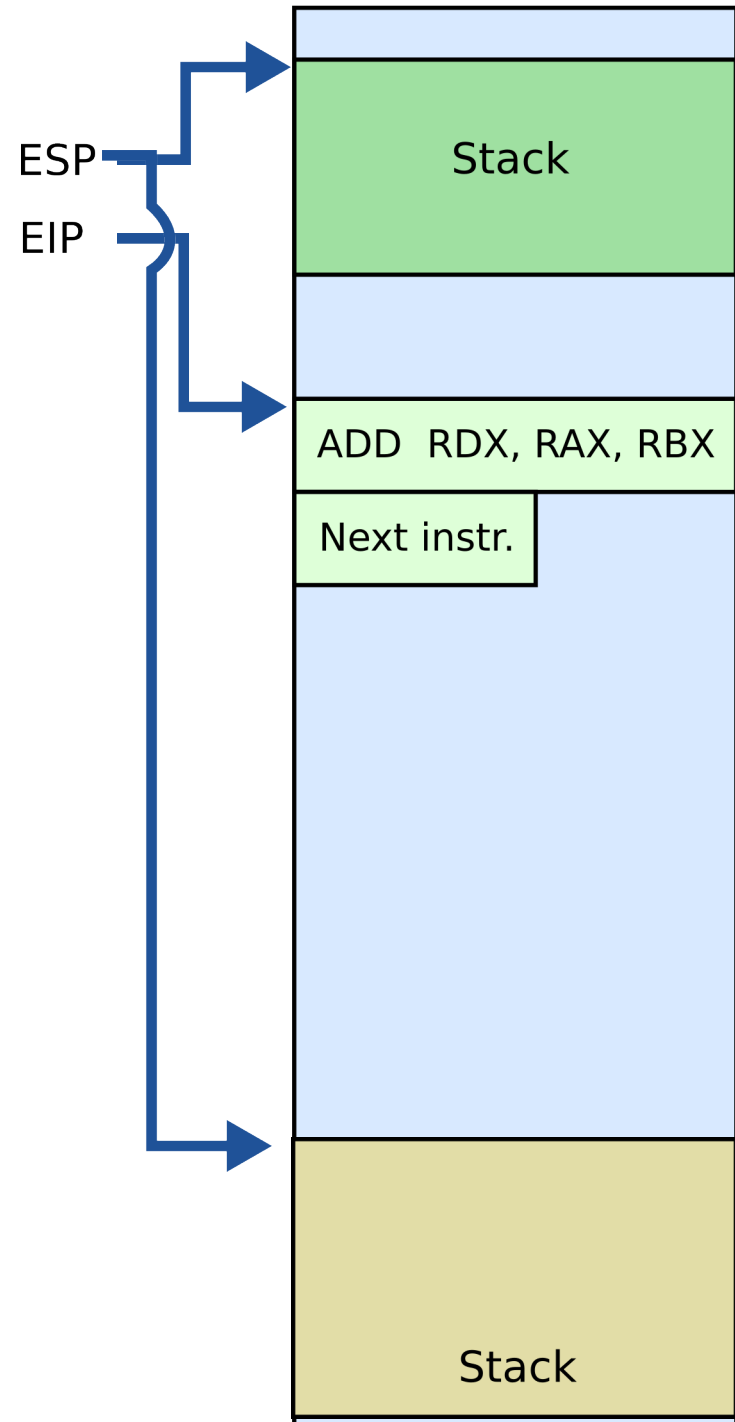 Stack
ESP
EIP
ADD  RDX, RAX, RBX
Next instr.
Stack